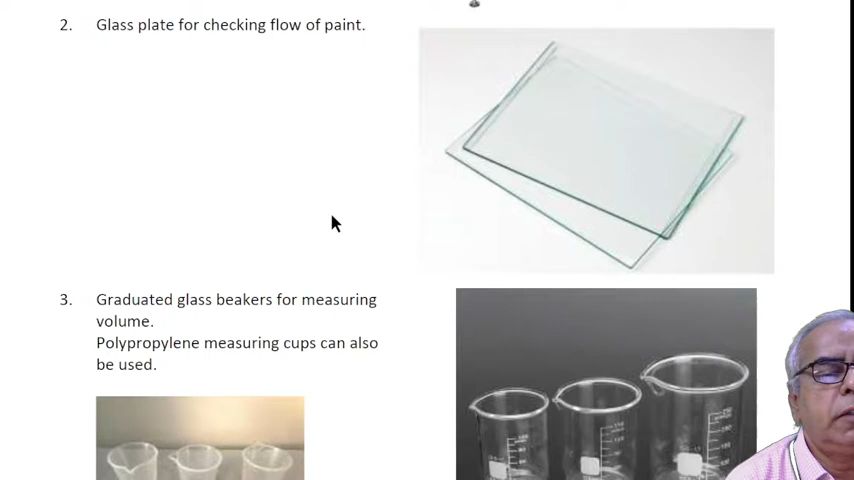 2. Glass plate for checking flow of paint.
3. Graduated glass beakers for measuring
volume.
Polypropylene measuring cups can also
be used.